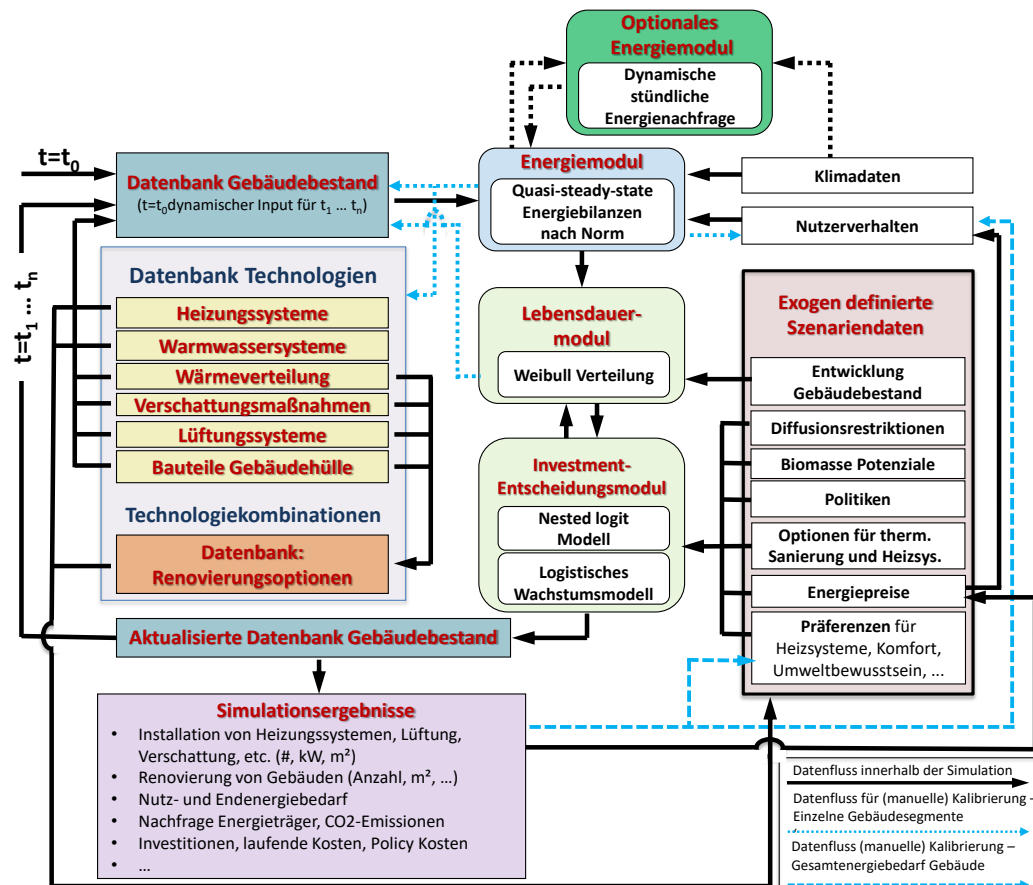 Optionales
Energiemodul
Dynamische
stündliche
Energienachfrage
t=t0
Datenbank Gebäudebestand
(t=t0dynamischer Input für t1 ... tn)
Energiemodul
Quasi-steady-state
Energiebilanzen
nach Norm
Klimadaten
Nutzerverhalten
t=t1 ... tn
Datenbank Technologien
Heizungssysteme
Warmwassersysteme
Wärmeverteilung
Verschattungsmaßnahmen
Lüftungssysteme
Bauteile Gebäudehülle
Technologiekombinationen
Datenbank:
Renovierungsoptionen
Lebensdauer-
modul
Weibull Verteilung
Investment-
Entscheidungsmodul
Nested logit
Modell
Logistisches
Wachstumsmodell
Exogen definierte
Szenariendaten
Entwicklung
Gebäudebestand
Diffusionsrestriktionen
Biomasse Potenziale
Politiken
Optionen für therm.
Sanierung und Heizsys.
Energiepreise
Präferenzen für
Heizsysteme, Komfort,
Umweltbewusstsein, ...
Aktualisierte Datenbank Gebäudebestand
Simulationsergebnisse
• Installation von Heizungssystemen, Lüftung,
Verschattung, etc. (#, kW, m²)
• Renovierung von Gebäuden (Anzahl, m², ...)
• Nutz- und Endenergiebedarf
• Nachfrage Energieträger, CO2-Emissionen
• Investitionen, laufende Kosten, Policy Kosten
• ...
Datenfluss innerhalb der Simulation
Datenfluss für (manuelle) Kalibrierung –
Einzelne Gebäudesegmente
Datenfluss (manuelle) Kalibrierung –
Gesamtenergiebedarf Gebäude